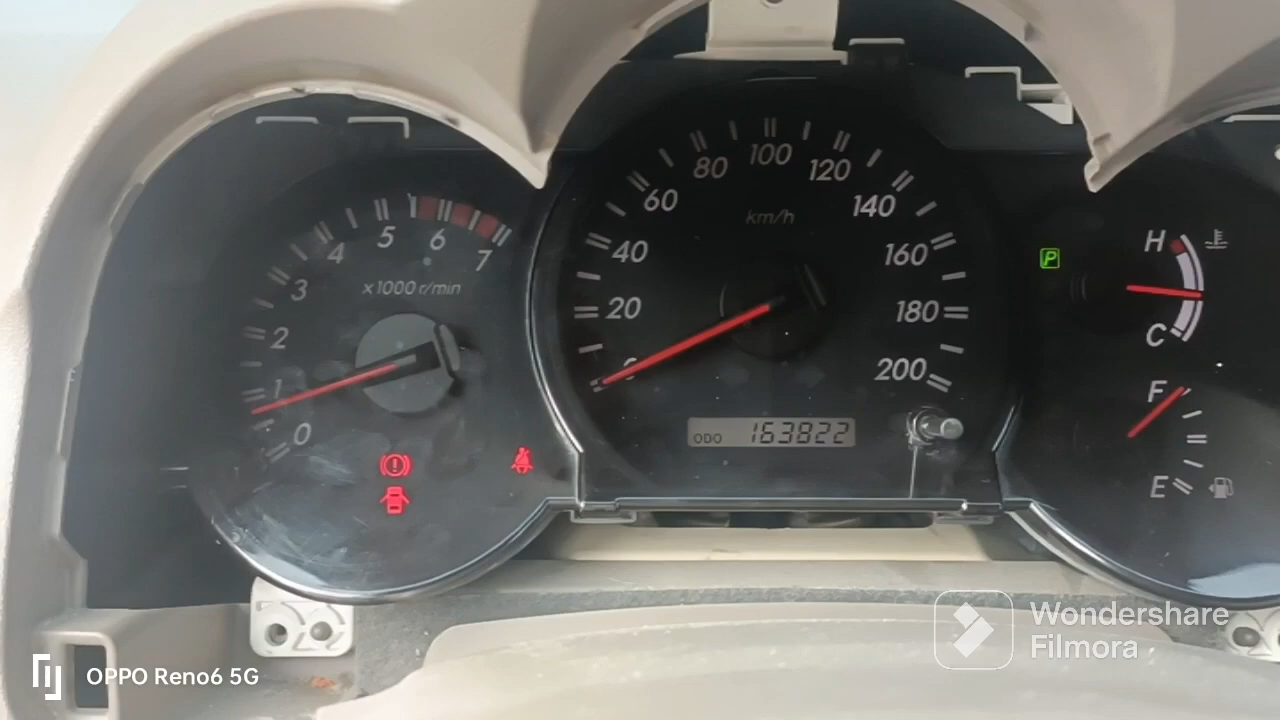 0
1
2
3
4
5
6
7
x1000 r/min
20
40
60
80
100
120
140
160
180
200
km/h
ODO 163822
P
H
C
F
E
OPPO Reno6 5G
Wondershare
Filmora